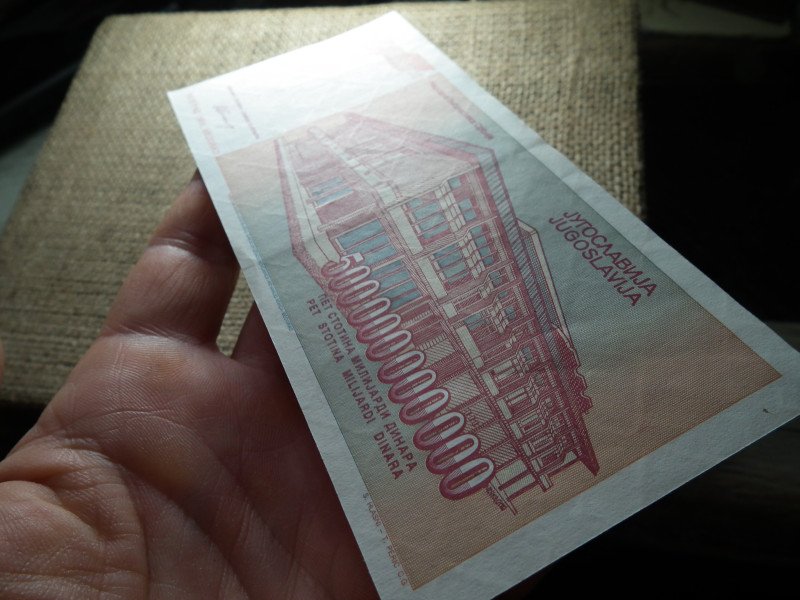 ЈУГОСЛАВИЈА
JUGOSLAVIJA
500000000000
ПЕТ СТОТИНА МИЛИЈАРДИ ДИНАРА
PET STOTINA MILIJARDI DINARA